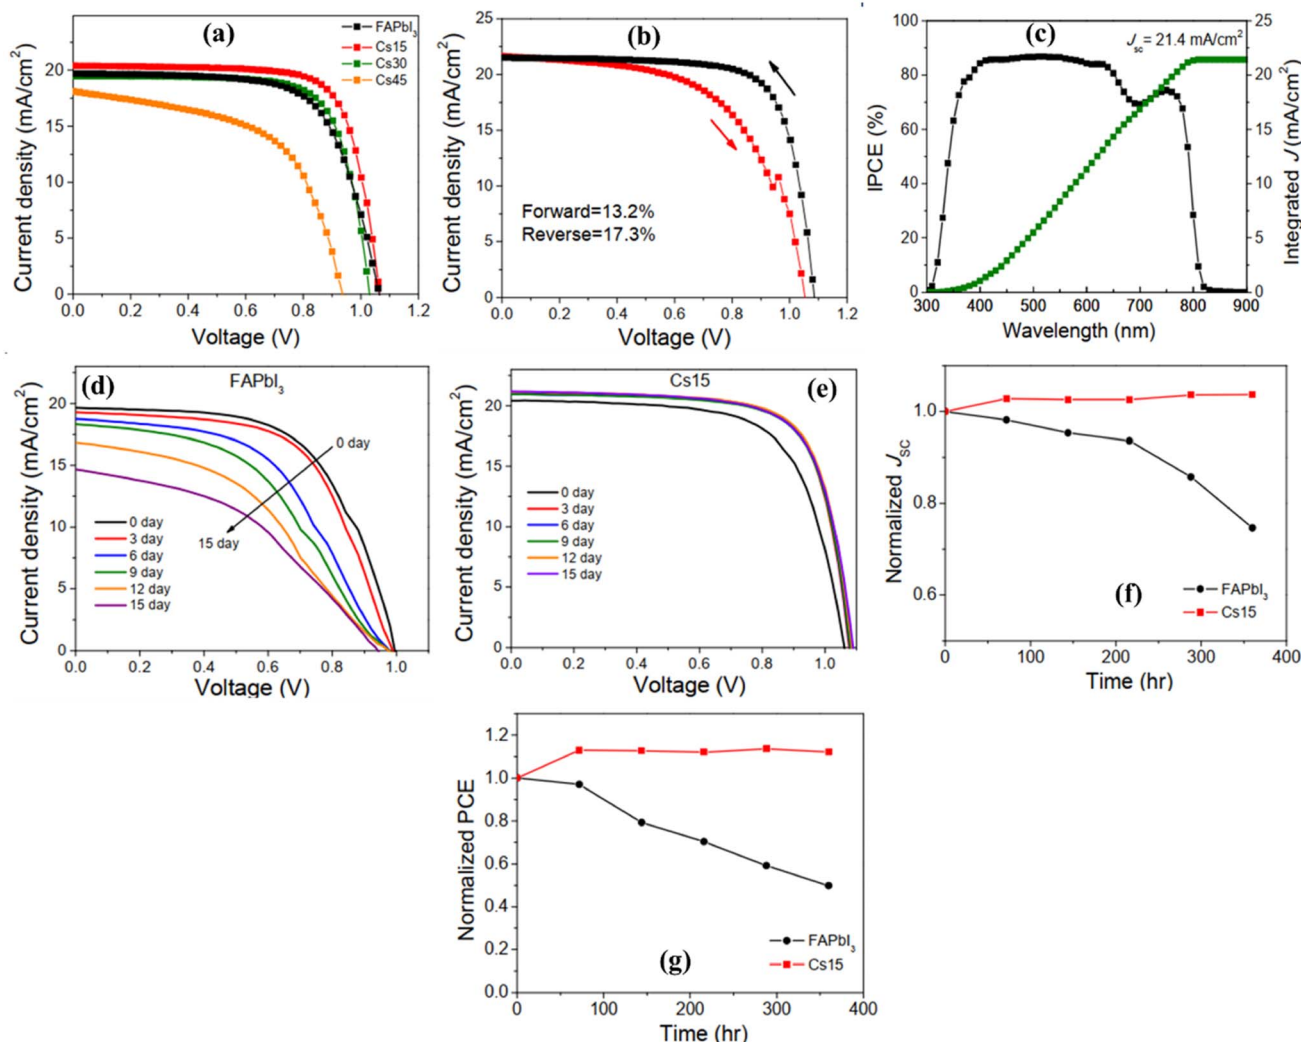 (a)
FAPbI3
Cs15
Cs30
Cs45
Current density (mA/cm2)
20
15
10
5
0
0.0 0.2 0.4 0.6 0.8 1.0 1.2
Voltage (V)
(b)
Current density (mA/cm2)
25
20
15
10
5
0
Forward=13.2%
Reverse=17.3%
0.0 0.2 0.4 0.6 0.8 1.0 1.2
Voltage (V)
(c)
Jsc = 21.4 mA/cm2
IPCE (%)
100
80
60
40
20
0
Integrated J (mA/cm2)
25
20
15
10
5
0
300 400 500 600 700 800 900
Wavelength (nm)
(d)
FAPbI3
Current density (mA/cm2)
20
15
10
5
0
0 day
15 day
0 day
3 day
6 day
9 day
12 day
15 day
0.0 0.2 0.4 0.6 0.8 1.0
Voltage (V)
Cs15
(e)
Current density (mA/cm2)
20
15
10
5
0
0 day
3 day
6 day
9 day
12 day
15 day
0.0 0.2 0.4 0.6 0.8 1.0
Voltage (V)
Normalized JSC
1.0
0.8
0.6
(f)
FAPbI3
Cs15
0 100 200 300 400
Time (hr)
Normalized PCE
1.2
1.0
0.8
0.6
0.4
0.2
0.0
(g)
FAPbI3
Cs15
0 100 200 300 400
Time (hr)